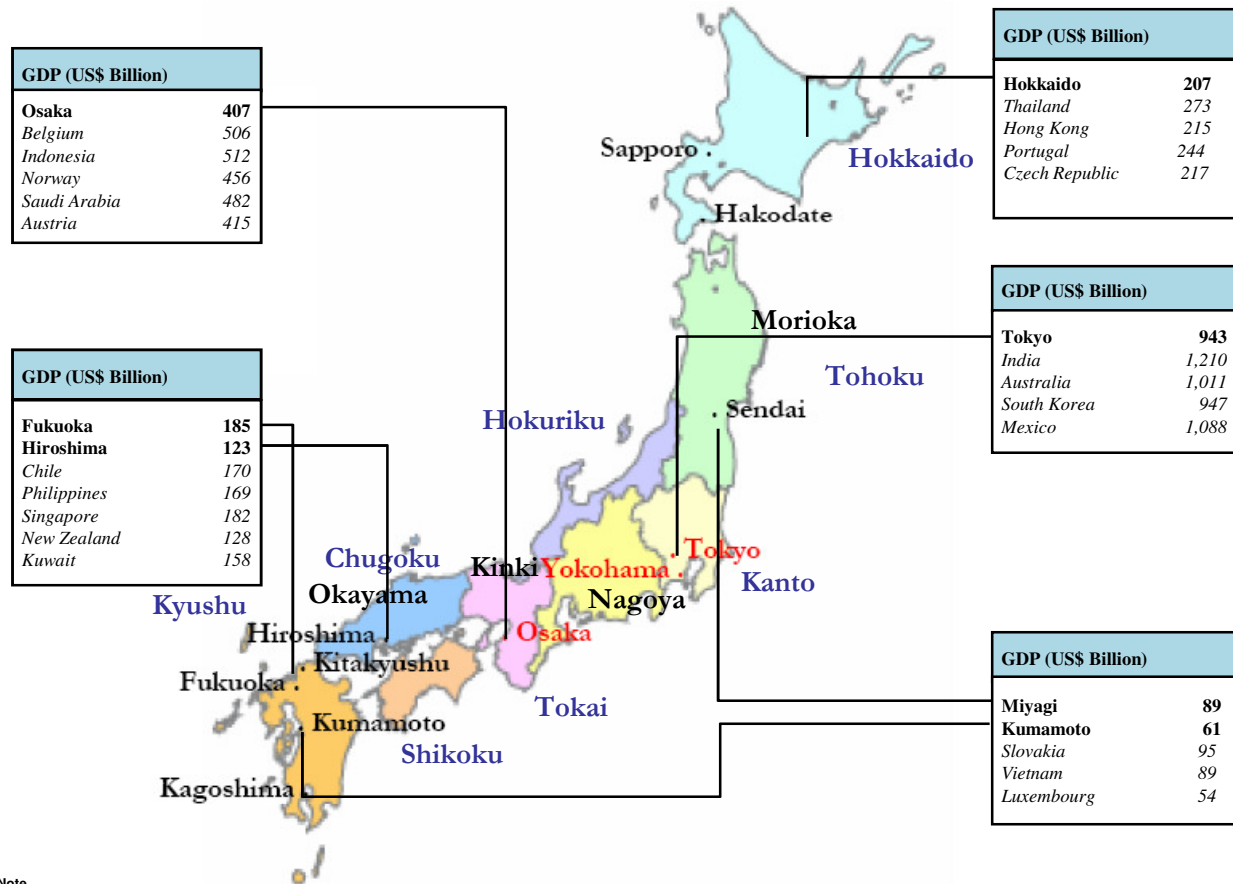 GDP (US$ Billion)
Osaka 407
Belgium 506
Indonesia 512
Norway 456
Saudi Arabia 482
Austria 415
GDP (US$ Billion)
Fukuoka 185
Hiroshima 123
Chile 170
Philippines 169
Singapore 182
New Zealand 128
Kuwait 158
GDP (US$ Billion)
Hokkaido 207
Thailand 273
Hong Kong 215
Portugal 244
Czech Republic 217
GDP (US$ Billion)
Tokyo 943
India 1,210
Australia 1,011
South Korea 947
Mexico 1,088
GDP (US$ Billion)
Miyagi 89
Kumamoto 61
Slovakia 95
Vietnam 89
Luxembourg 54
Sapporo
Hokkaido
Hakodate
Morioka
Tohoku
Sendai
Hokuriku
Tokyo
Chugoku
Kinki
Yokohama
Kanto
Okayama
Nagoya
Kyushu
Hiroshima
Osaka
Kitakyushu
Fukuoka
Tokai
Kumamoto
Shikoku
Kagoshima
Note